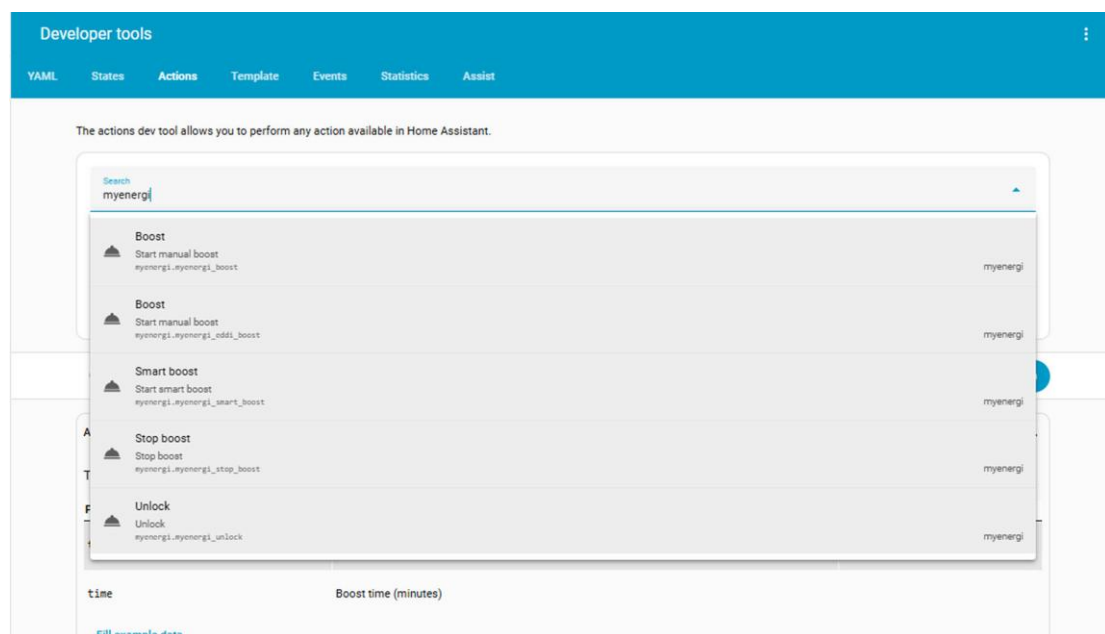 Developer tools
YAML States Actions Template Events Statistics Assist
The actions dev tool allows you to perform any action available in Home Assistant.
Search
myenergi
Boost
Start manual boost
myenergi.myenergi_boost
myenergi
Boost
Start manual boost
myenergi.myenergi_eddi_boost
myenergi
Smart boost
Start smart boost
myenergi.myenergi_smart_boost
myenergi
Stop boost
Stop boost
myenergi.myenergi_stop_boost
myenergi
Unlock
Unlock
myenergi.myenergi_unlock
myenergi
time Boost time (minutes)
Fill example data